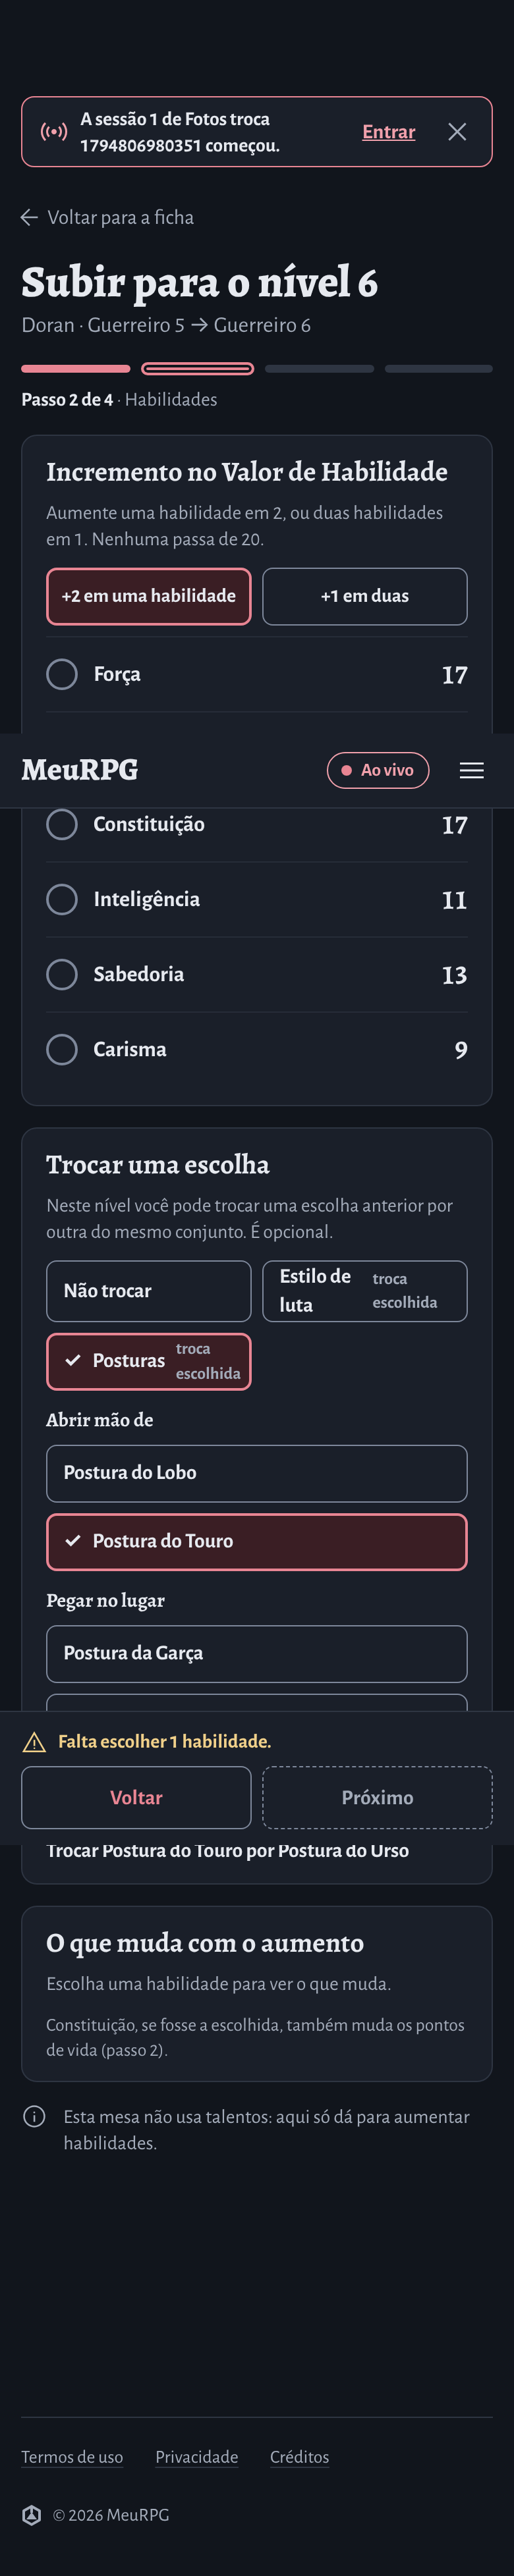 A sessão 1 de Fotos troca
1794806980351 começou.
Entrar
Voltar para a ficha
Subir para o nível 6
Doran · Guerreiro 5 → Guerreiro 6
Passo 2 de 4 · Habilidades
Incremento no Valor de Habilidade
Aumente uma habilidade em 2, ou duas habilidades
em 1. Nenhuma passa de 20.
+2 em uma habilidade
+1 em duas
Força 17
MeuRPG
Ao vivo
Constituição 17
Inteligência 11
Sabedoria 13
Carisma 9
Trocar uma escolha
Neste nível você pode trocar uma escolha anterior por
outra do mesmo conjunto. É opcional.
Não trocar
Estilo de
luta
troca
escolhida
Posturas
troca
escolhida
Abrir mão de
Postura do Lobo
Postura do Touro
Pegar no lugar
Postura da Garça
Falta escolher 1 habilidade.
Voltar
Próximo
Trocar Postura do Touro por Postura do Urso
O que muda com o aumento
Escolha uma habilidade para ver o que muda.
Constituição, se fosse a escolhida, também muda os pontos
de vida (passo 2).
Esta mesa não usa talentos: aqui só dá para aumentar
habilidades.
Termos de uso
Privacidade
Créditos
© 2026 MeuRPG